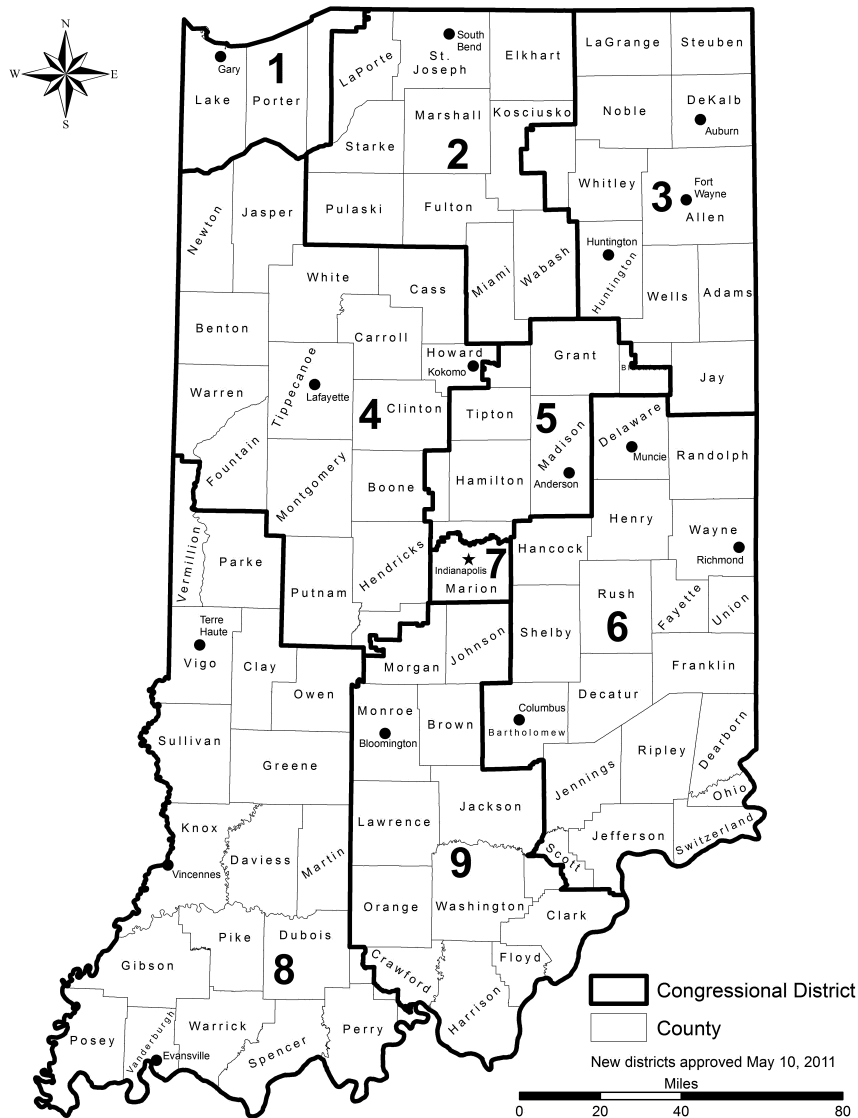 N
W
E
S
Gary
1
Lake
Porter
LaPorte
South
Bend
St.
Joseph
Elkhart
LaGrange
Steuben
Marshall
Kosciusko
Noble
DeKalb
Auburn
Starke
2
Whitley
3
Fort
Wayne
Allen
Newton
Jasper
Pulaski
Fulton
Miami
Wabash
Huntington
Huntington
Wells
Adams
White
Cass
Benton
Carroll
Howard
Kokomo
Grant
Jay
Warren
Tippecanoe
Lafayette
4
Clinton
Tipton
5
Madison
Anderson
Delaware
Muncie
Randolph
Fountain
Montgomery
Boone
Hamilton
Henry
Wayne
Richmond
Vermillion
Parke
Putnam
Hendricks
Indianapolis
7
Marion
Hancock
Rush
6
Fayette
Union
Terre
Haute
Vigo
Clay
Owen
Morgan
Johnson
Shelby
Franklin
Decatur
Monroe
Bloomington
Brown
Columbus
Bartholomew
Sullivan
Greene
Jennings
Ripley
Dearborn
Ohio
Lawrence
Jackson
Jefferson
Switzerland
Knox
Vincennes
Daviess
Martin
9
Scott
Orange
Washington
Clark
Pike
Dubois
Gibson
8
Crawford
Harrison
Floyd
Posey
Vanderburgh
Evansville
Warrick
Spencer
Perry
Congressional District
County
New districts approved May 10, 2011
Miles
0 20 40 80